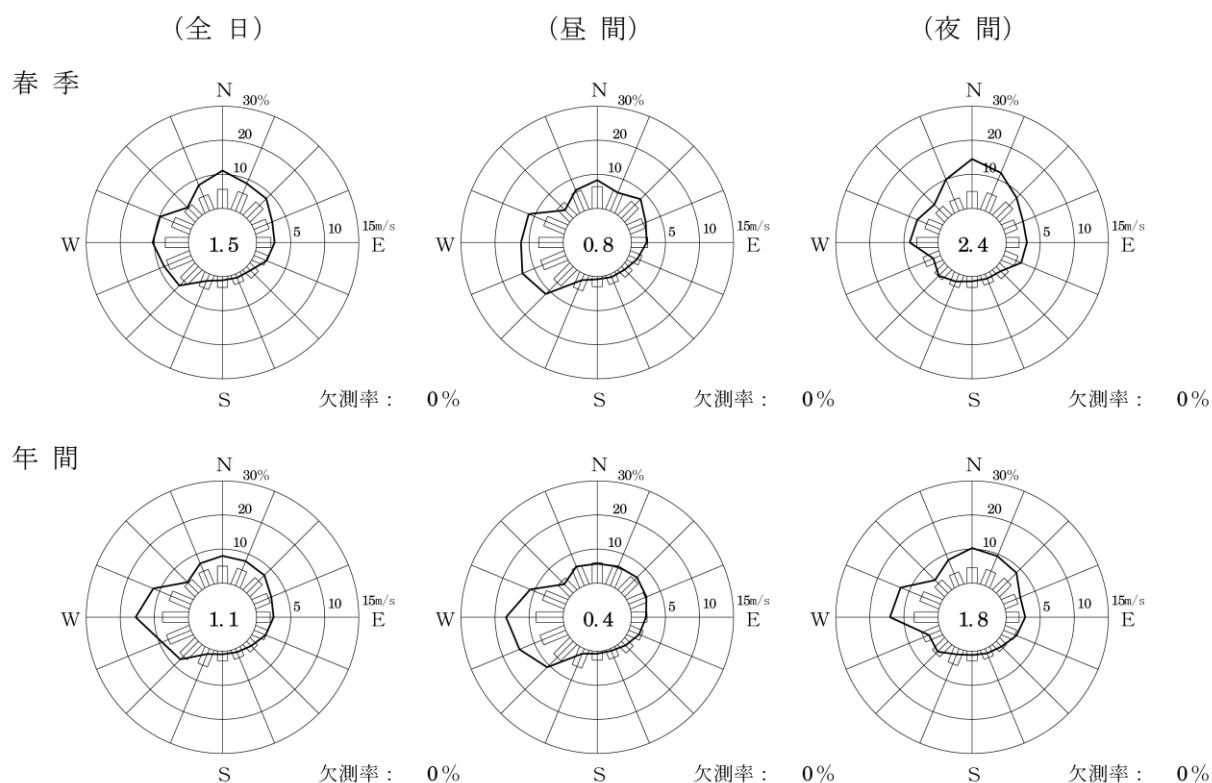 (全 日) (昼 間) (夜 間)
春 季
N 30% N 30% N 30%
20 20 20
10 10 10
W 1.5 5 10 15m/s E W 0.8 5 10 15m/s E W 2.4 5 10 15m/s E
S 欠測率： 0% S 欠測率： 0% S 欠測率： 0%
年 間
N 30% N 30% N 30%
20 20 20
10 10 10
W 1.1 5 10 15m/s E W 0.4 5 10 15m/s E W 1.8 5 10 15m/s E
S 欠測率： 0% S 欠測率： 0% S 欠測率： 0%